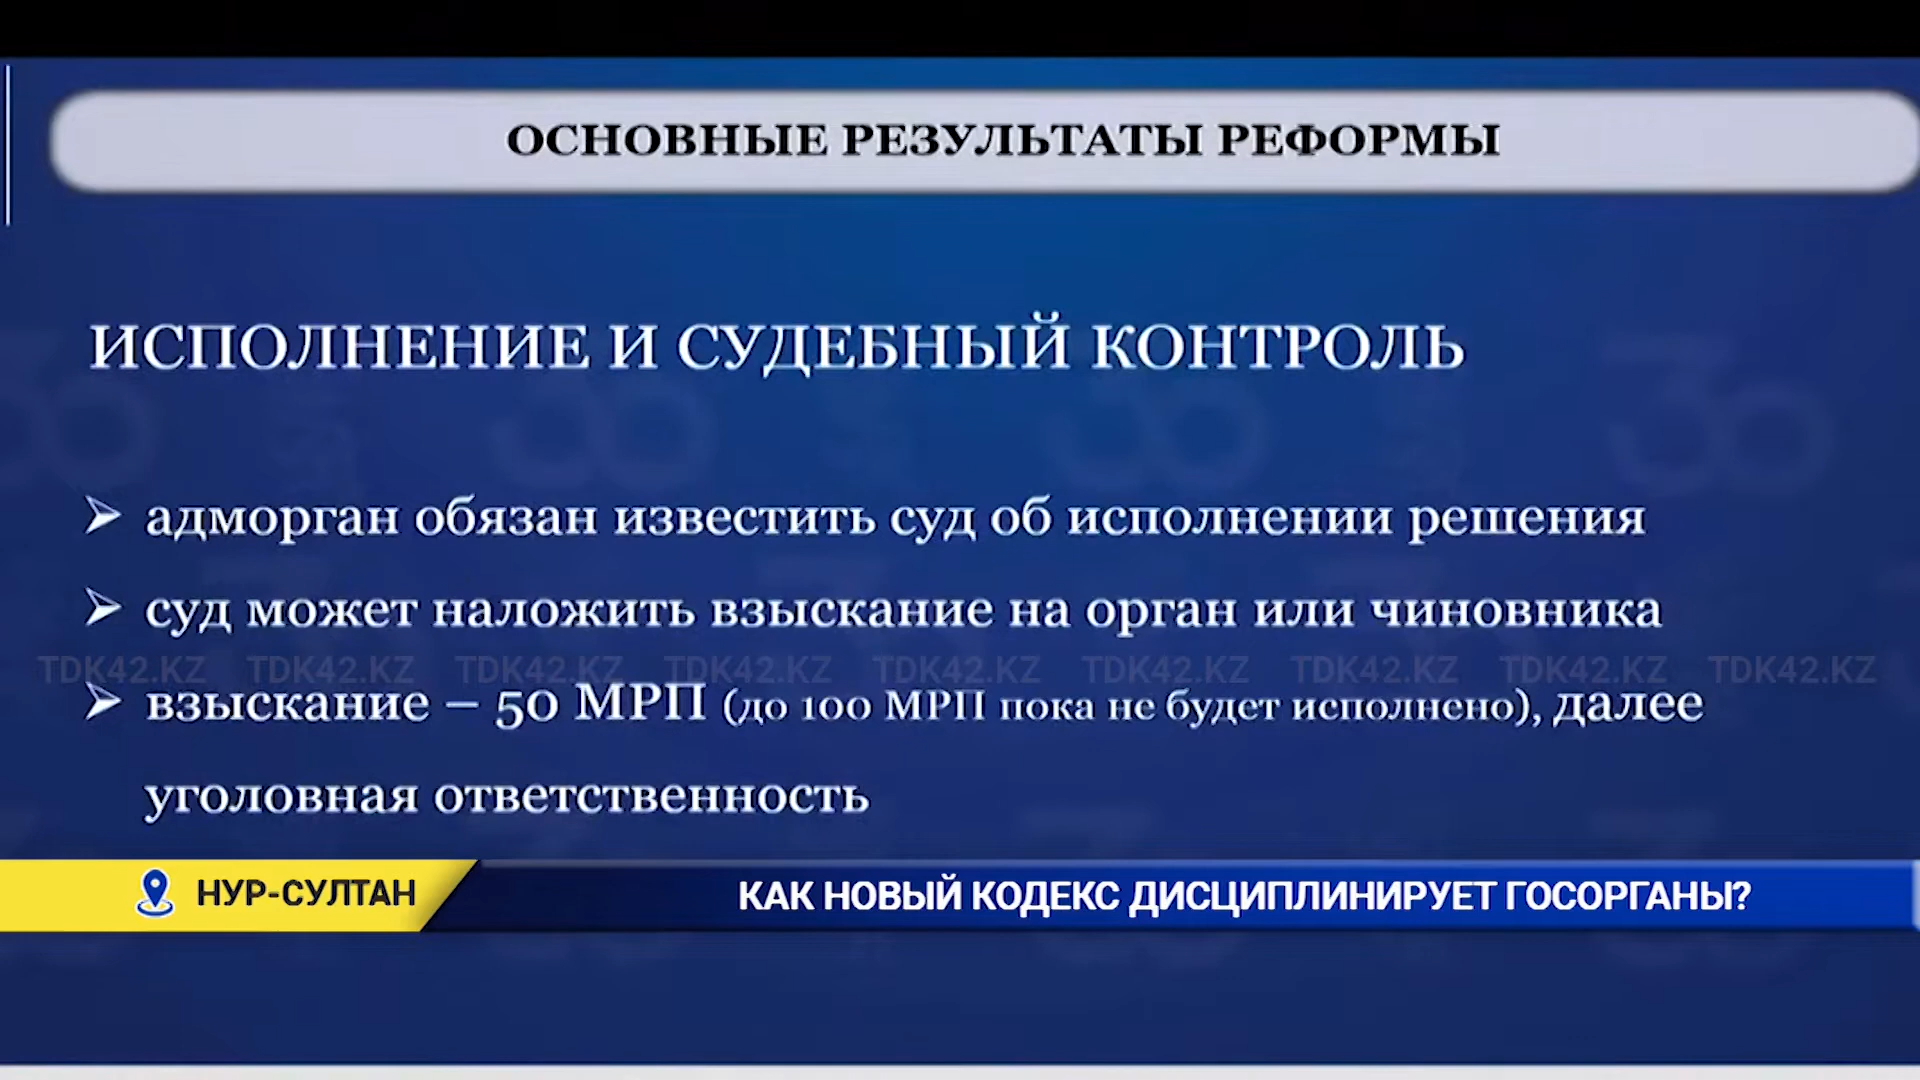 ОСНОВНЫЕ РЕЗУЛЬТАТЫ РЕФОРМЫ
ИСПОЛНЕНИЕ И СУДЕБНЫЙ КОНТРОЛЬ
➢ адморган обязан известить суд об исполнении решения
➢ суд может наложить взыскание на орган или чиновника
TDK42.KZ TDK42.KZ TDK42.KZ TDK42.KZ TDK42.KZ TDK42.KZ TDK42.KZ TDK42.KZ TDK42.KZ
➢ взыскание – 50 МРП (до 100 МРП пока не будет исполнено), далее
уголовная ответственность
НУР-СУЛТАН
КАК НОВЫЙ КОДЕКС ДИСЦИПЛИНИРУЕТ ГОСОРГАНЫ?